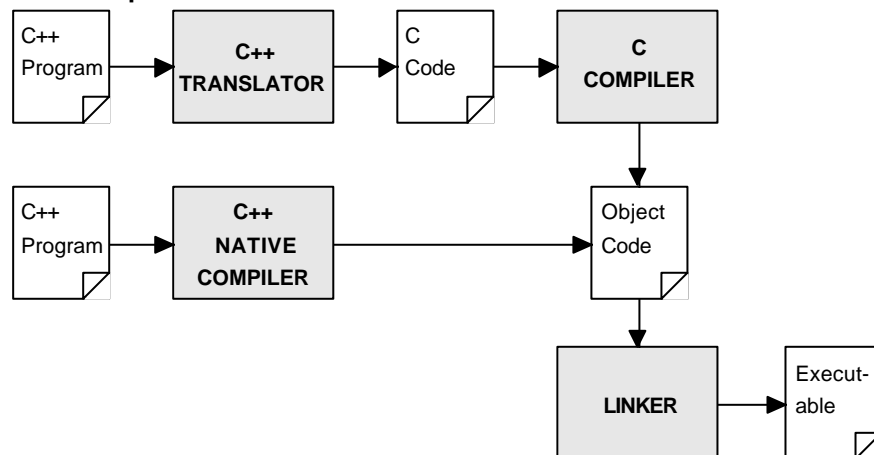 C++
Program
C++
TRANSLATOR
C
Code
C
COMPILER
C++
Program
C++
NATIVE
COMPILER
Object
Code
LINKER
Execut-
able